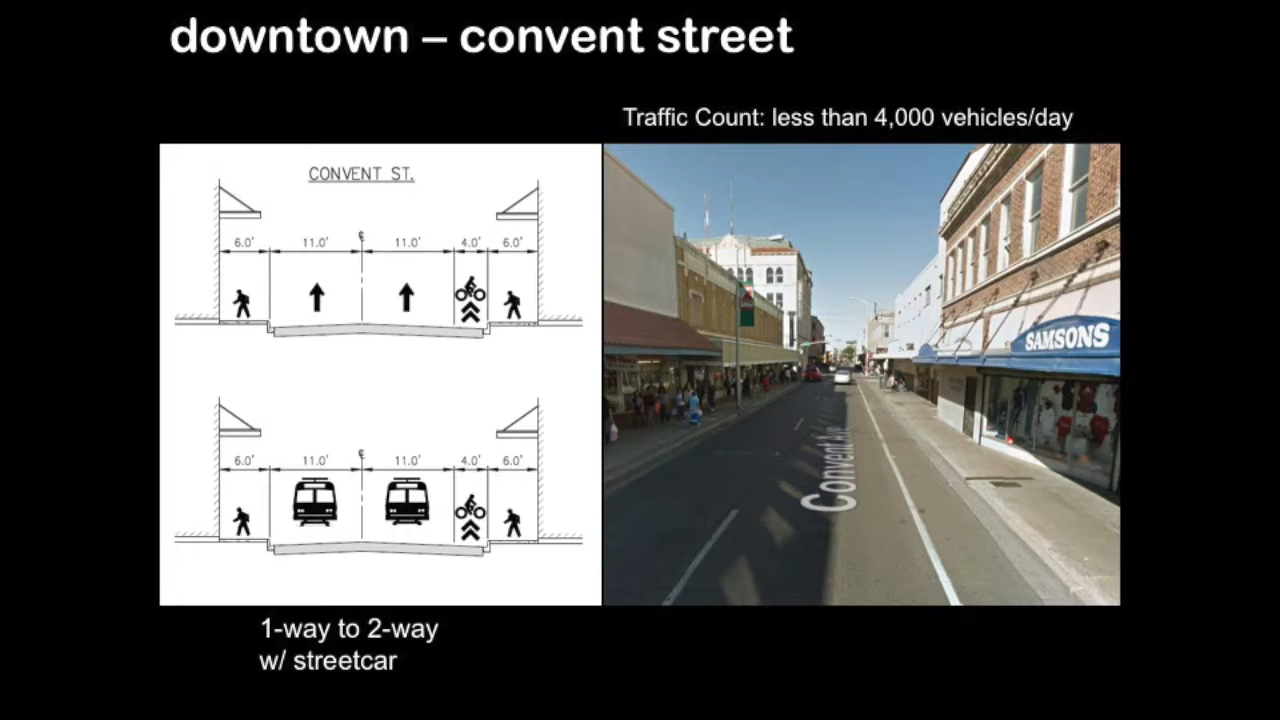 downtown – convent street
Traffic Count: less than 4,000 vehicles/day
CONVENT ST.
6.0' 11.0' 11.0' 4.0' 6.0'
6.0' 11.0' 11.0' 4.0' 6.0'
SAMSONS
Convent Av
1-way to 2-way
w/ streetcar